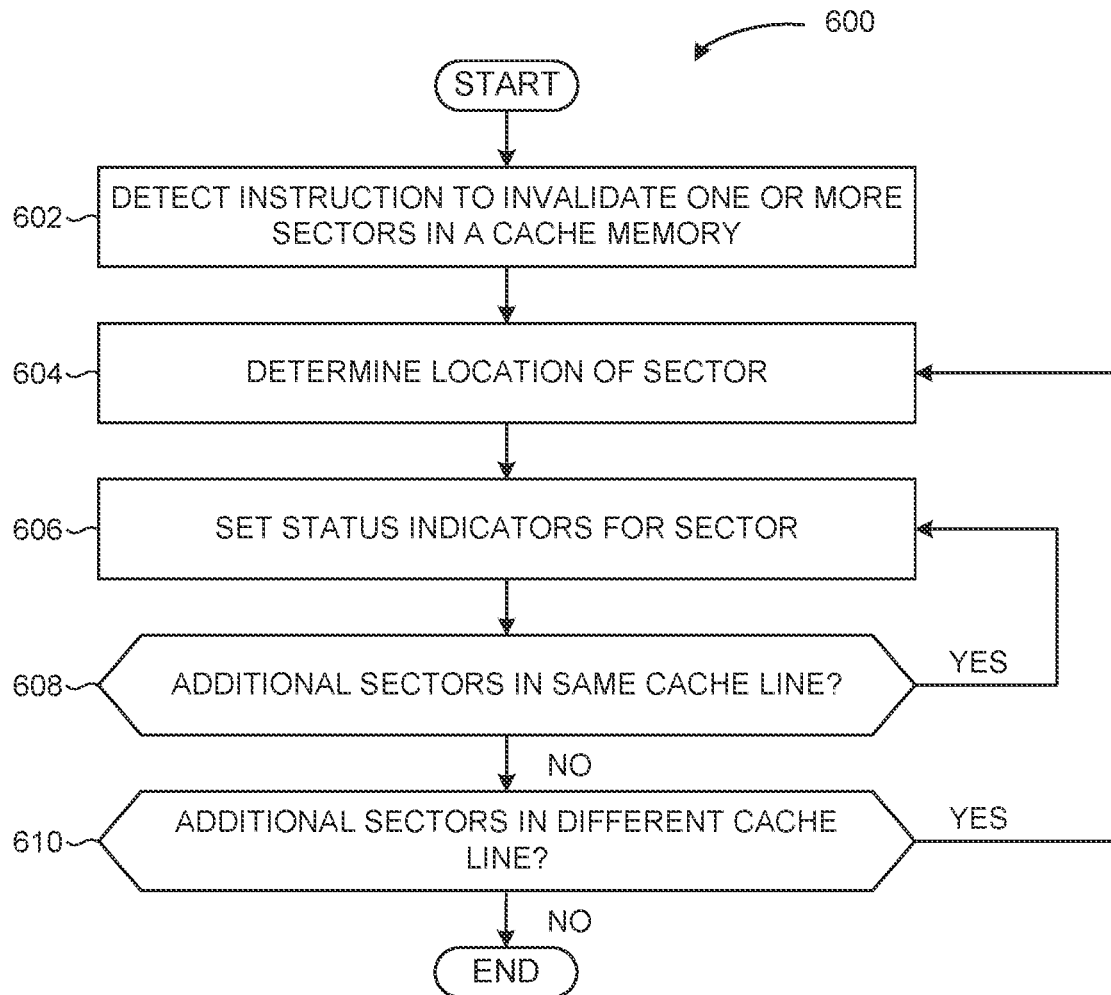 600
START
602
DETECT INSTRUCTION TO INVALIDATE ONE OR MORE
SECTORS IN A CACHE MEMORY
604
DETERMINE LOCATION OF SECTOR
606
SET STATUS INDICATORS FOR SECTOR
608
ADDITIONAL SECTORS IN SAME CACHE LINE?
YES
NO
610
ADDITIONAL SECTORS IN DIFFERENT CACHE
LINE?
YES
NO
END